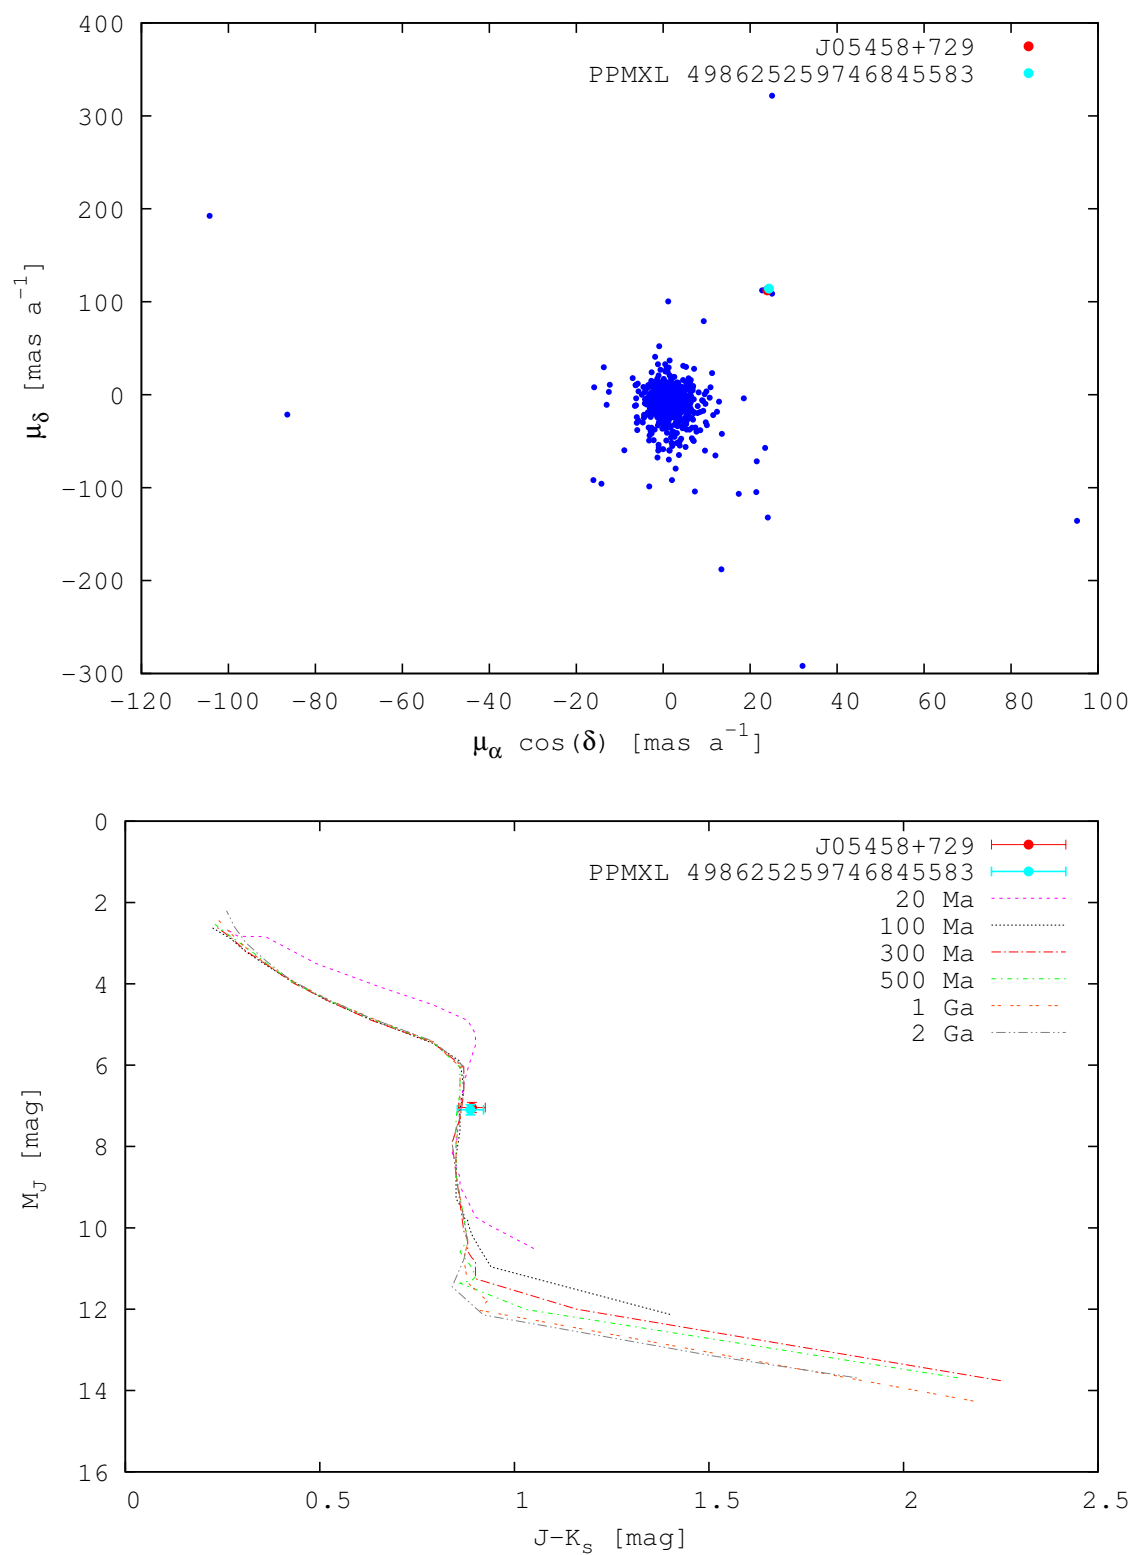 400
300
200
100
0
−100
−200
−300
μδ [mas a−1]
J05458+729
PPMXL 498625259746845583
−120 −100 −80 −60 −40 −20 0 20 40 60 80 100
μα cos(δ) [mas a−1]
0
2
4
6
8
10
12
14
16
MJ [mag]
J05458+729
PPMXL 498625259746845583
20 Ma
100 Ma
300 Ma
500 Ma
1 Ga
2 Ga
0 0.5 1 1.5 2 2.5
J−Ks [mag]